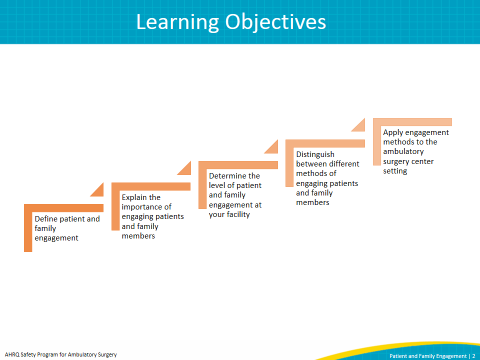 Learning Objectives
Define patient and
family
engagement
Explain the
importance of
engaging patients
and family
members
Determine the
level of patient
and family
engagement at
your facility
Distinguish
between different
methods of
engaging patients
and family
members
Apply engagement
methods to the
ambulatory
surgery center
setting
AHRQ Safety Program for Ambulatory Surgery
Patient and Family Engagement | 2